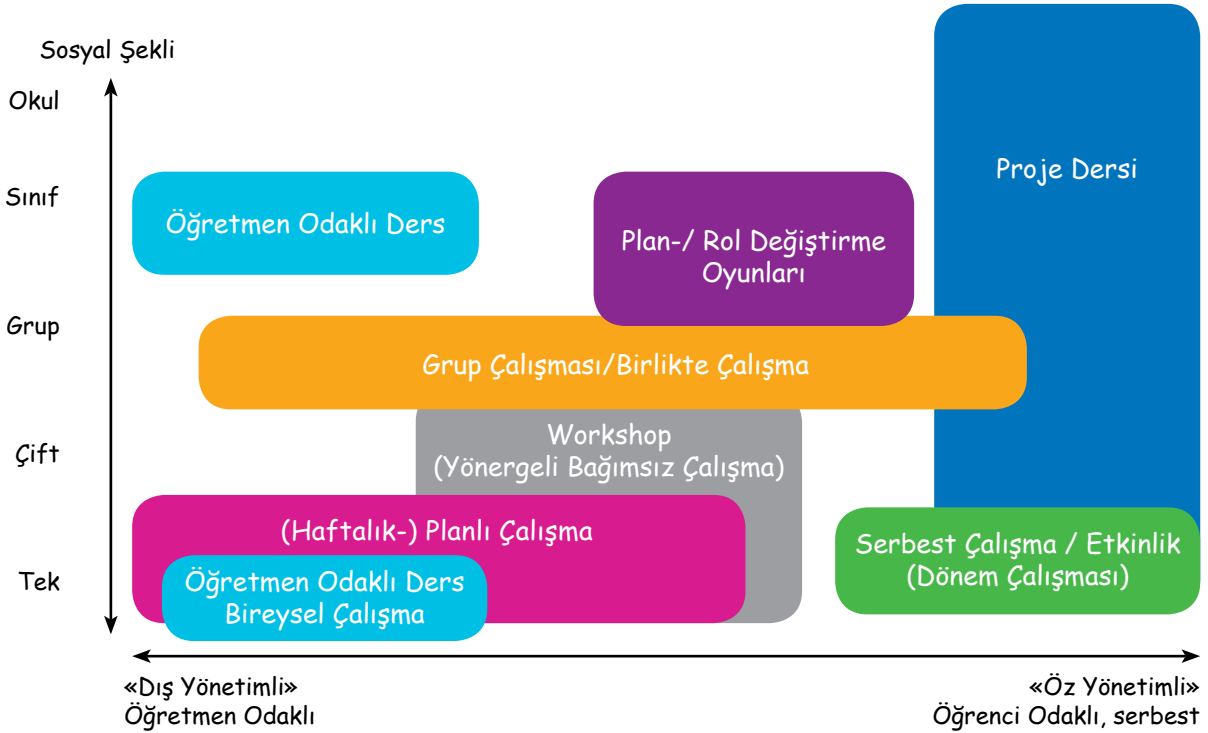 Sosyal Şekli
Okul
Sınıf
Grup
Çift
Tek
Proje Dersi
Öğretmen Odaklı Ders
Plan-/ Rol Değiştirme
Oyunları
Grup Çalışması/Birlikte Çalışma
Workshop
(Yönergeli Bağımsız Çalışma)
(Haftalık-) Planlı Çalışma
Öğretmen Odaklı Ders
Bireysel Çalışma
Serbest Çalışma / Etkinlik
(Dönem Çalışması)
«Dış Yönetimli»
Öğretmen Odaklı
«Öz Yönetimli»
Öğrenci Odaklı, serbest